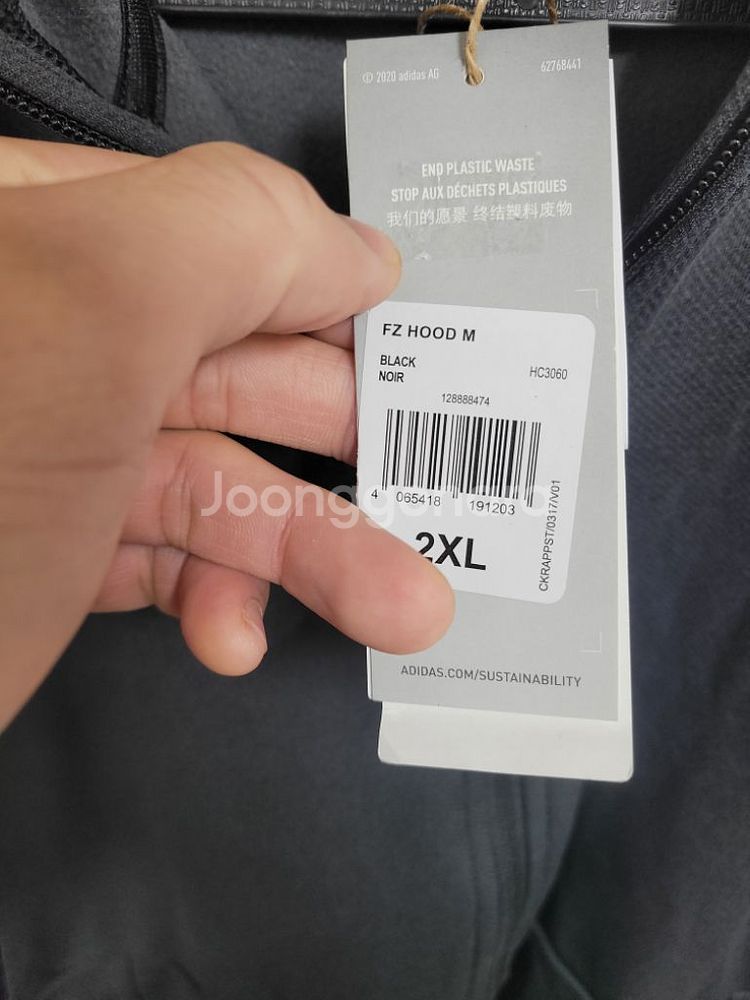 © 2020 adidas AG
62768441
END PLASTIC WASTE
STOP AUX DÉCHETS PLASTIQUES
我们的愿景 终结塑料废物
FZ HOOD M
BLACK
NOIR
HC3060
128888474
4 065418 191203
CKRAPPST/0317/V01
2XL
ADIDAS.COM/SUSTAINABILITY
Joonggonara